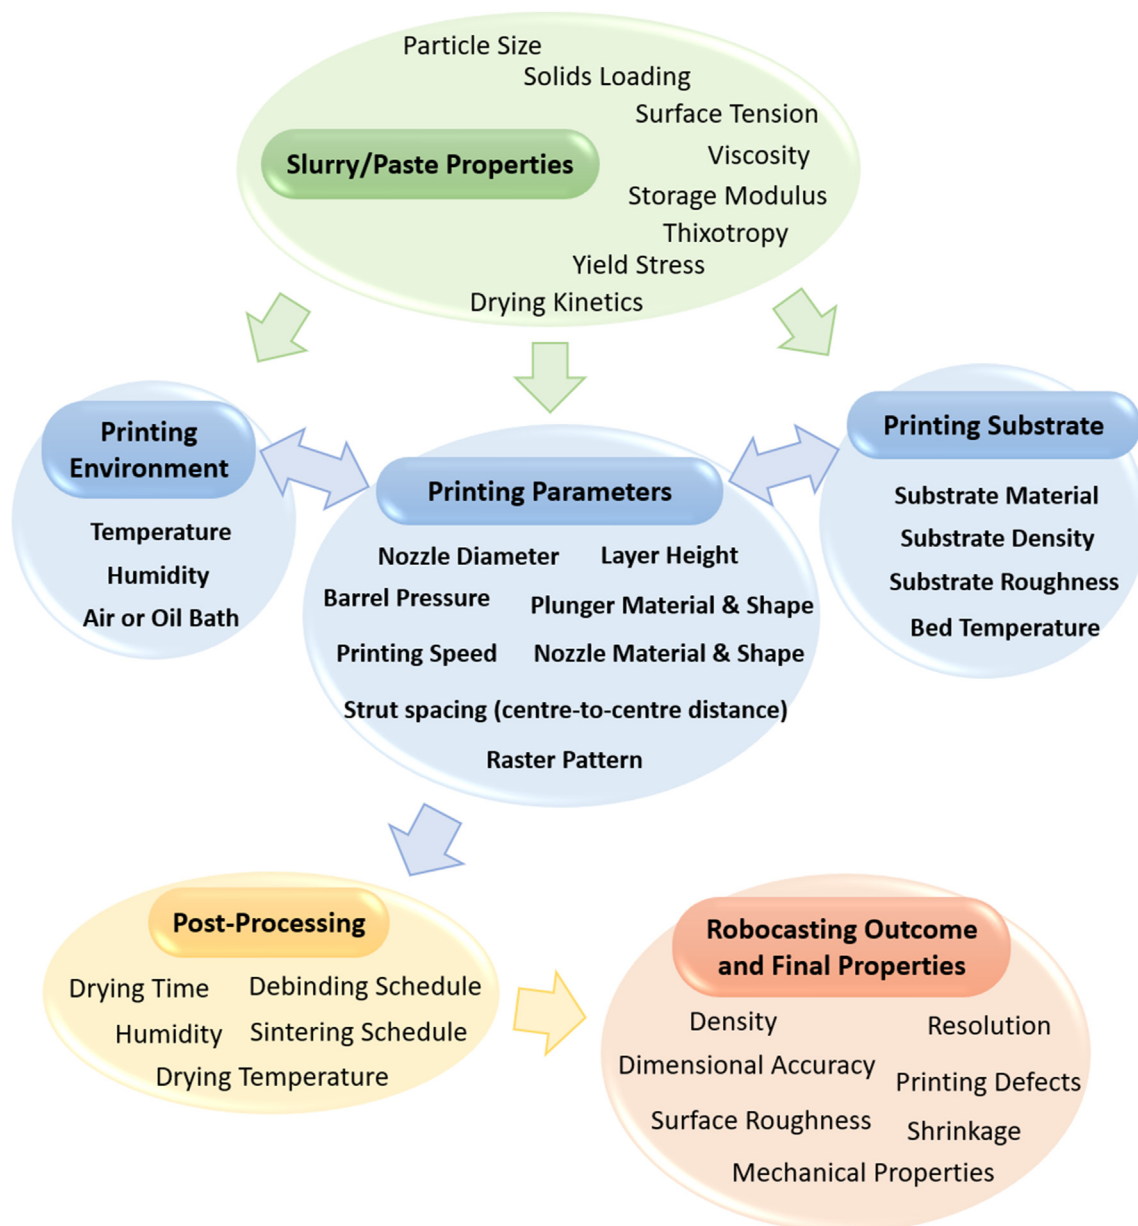 Particle Size
Solids Loading
Surface Tension
Slurry/Paste Properties
Viscosity
Storage Modulus
Thixotropy
Yield Stress
Drying Kinetics
Printing
Environment
Temperature
Humidity
Air or Oil Bath
Printing Parameters
Nozzle Diameter
Layer Height
Barrel Pressure
Plunger Material & Shape
Printing Speed
Nozzle Material & Shape
Strut spacing (centre-to-centre distance)
Raster Pattern
Printing Substrate
Substrate Material
Substrate Density
Substrate Roughness
Bed Temperature
Post-Processing
Drying Time
Debinding Schedule
Humidity
Sintering Schedule
Drying Temperature
Robocasting Outcome
and Final Properties
Density
Resolution
Dimensional Accuracy
Printing Defects
Surface Roughness
Shrinkage
Mechanical Properties